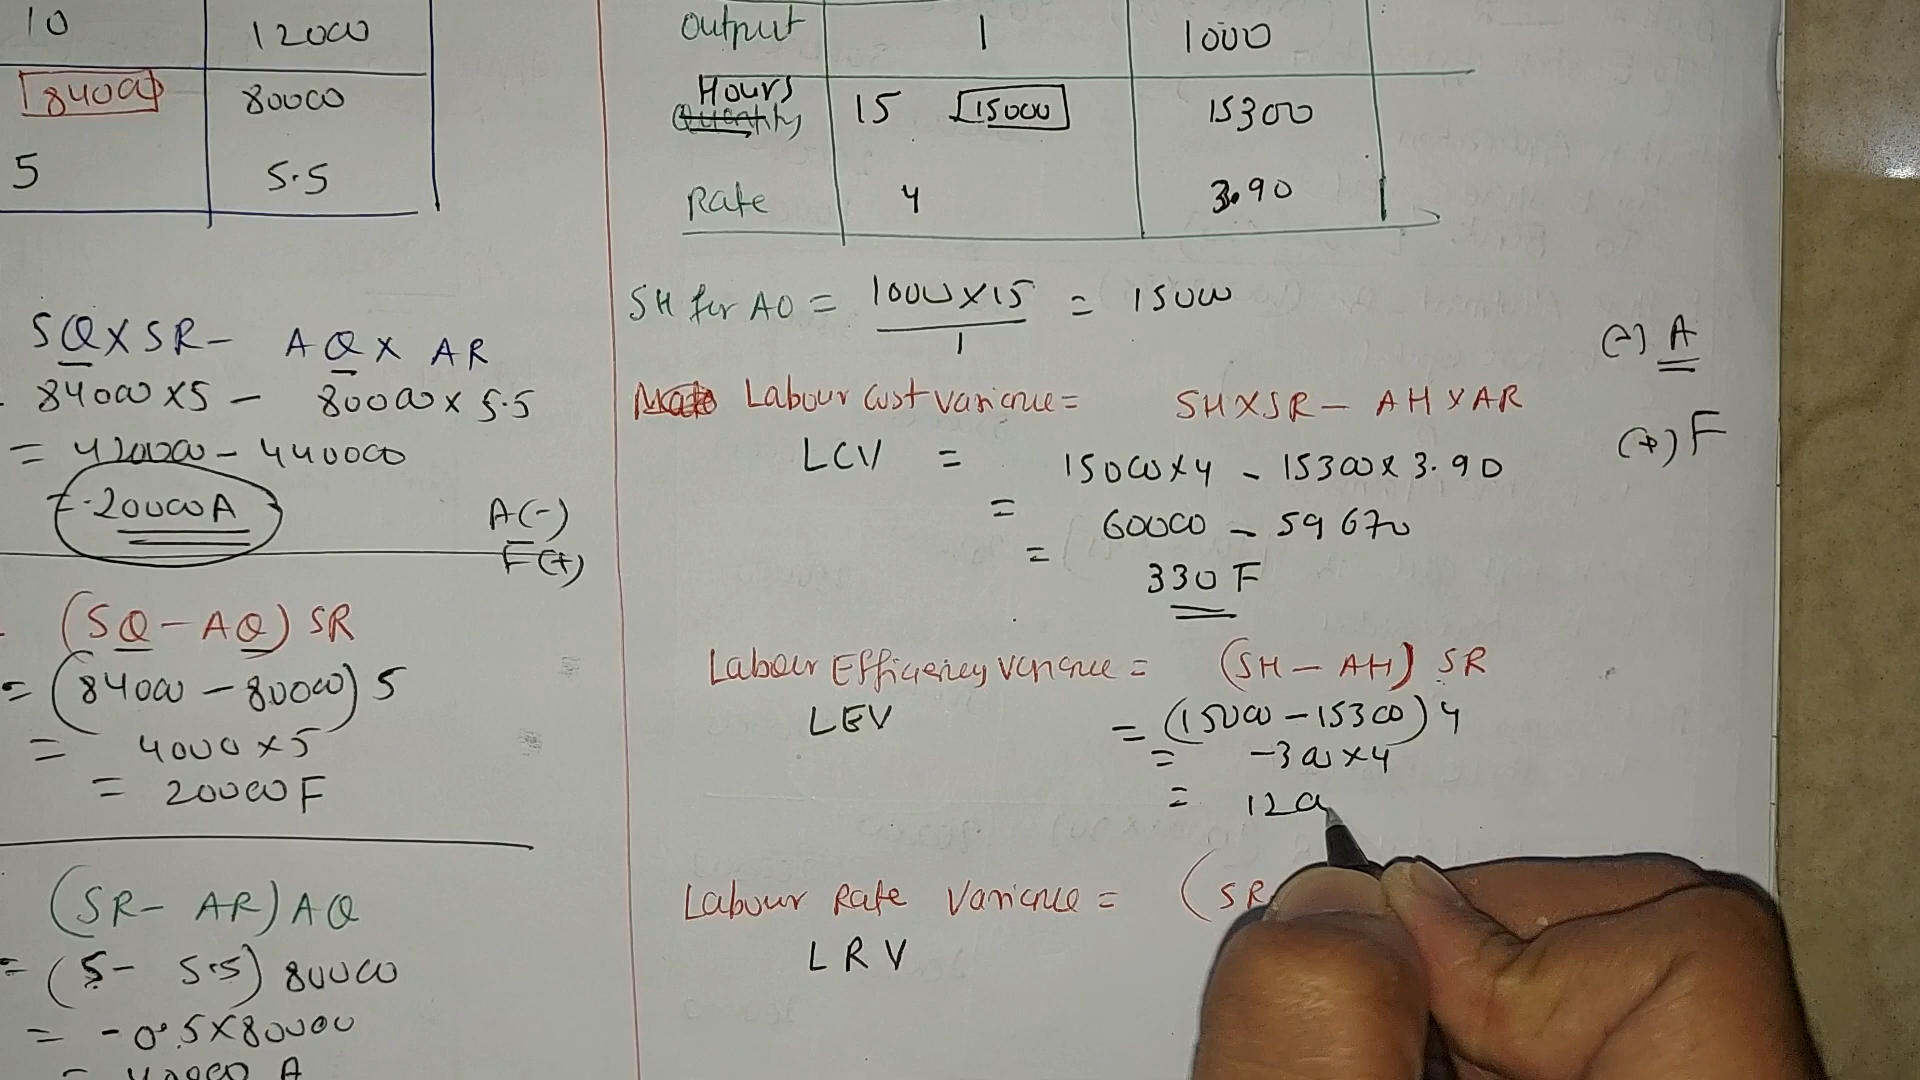 10 12000
84000 80000
5 5.5
SQ X SR - AQ X AR
84000 X5 - 80000 X 5.5
= 420000 - 440000
= -20000 A
A(-)
F(+)
(SQ - AQ) SR
= (84000 - 80000) 5
= 4000 X 5
= 20000 F
(SR - AR) AQ
= (5 - 5.5) 80000
= -0.5 X 80000
= 40000 A
output 1 1000
Hours
Quantity 15 15000 15300
Rate 4 3.90
SH for AO = 1000 X 15 = 15000
1
Labour Cost variance = SH X SR - AH X AR
LCV = 15000 X 4 - 15300 X 3.90
= 60000 - 59670
= 330 F
(-) A
(+) F
Labour Efficiency variance = (SH - AH) SR
LEV = (15000 - 15300) 4
= -300 X 4
= 120
Labour Rate Variance = (SR
LRV